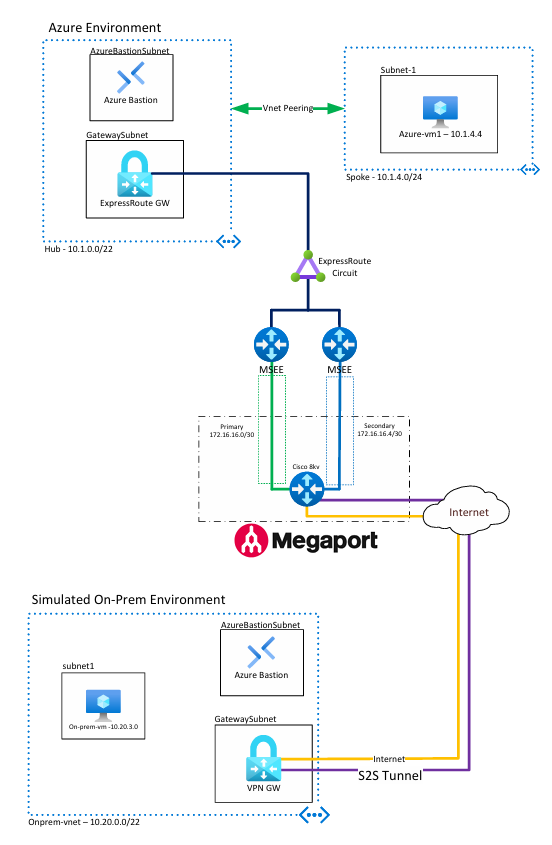 Azure Environment
AzureBastionSubnet
Azure Bastion
GatewaySubnet
ExpressRoute GW
Hub - 10.1.0.0/22
Vnet Peering
Subnet-1
Azure-vm1 – 10.1.4.4
Spoke - 10.1.4.0/24
ExpressRoute
Circuit
MSEE
MSEE
Primary
172.16.16.0/30
Secondary
172.16.16.4/30
Cisco 8kv
Internet
Megaport
Simulated On-Prem Environment
AzureBastionSubnet
Azure Bastion
subnet1
On-prem-vm -10.20.3.0
GatewaySubnet
VPN GW
Internet
S2S Tunnel
Onprem-vnet – 10.20.0.0/22